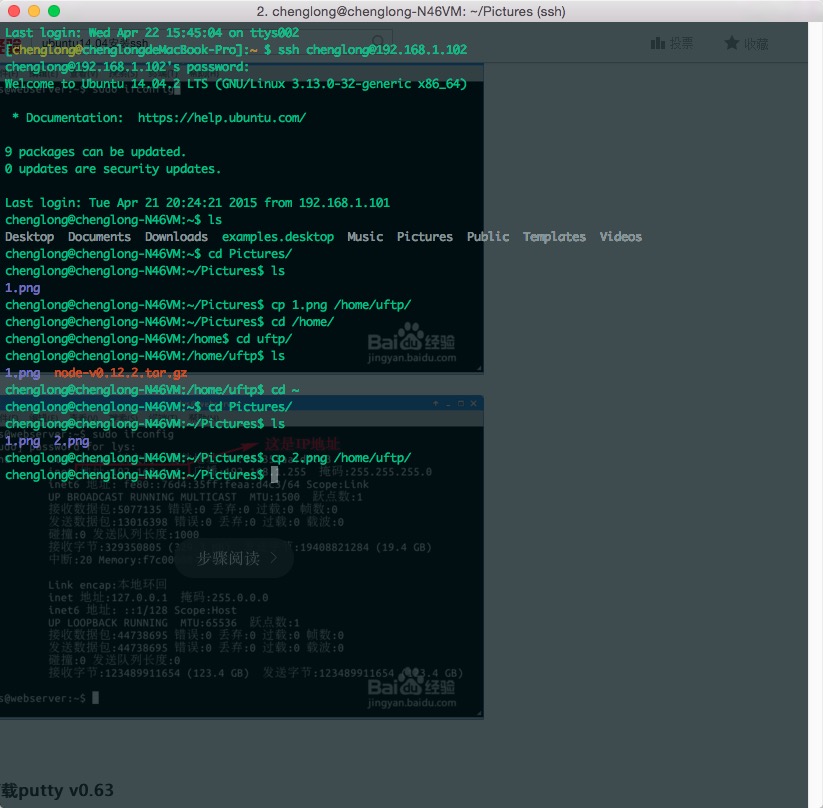 2. chenglong@chenglong-N46VM: ~/Pictures (ssh)
Last login: Wed Apr 22 15:45:04 on ttys002
[chenglong@chenglongdeMacBook-Pro]:~ $ ssh chenglong@192.168.1.102
投票
收藏
chenglong@192.168.1.102's password:
Welcome to Ubuntu 14.04.2 LTS (GNU/Linux 3.13.0-32-generic x86_64)
s@webserver:~$ sudo ifconfig
* Documentation:  https://help.ubuntu.com/
9 packages can be updated.
0 updates are security updates.
Last login: Tue Apr 21 20:24:21 2015 from 192.168.1.101
chenglong@chenglong-N46VM:~$ ls
Desktop  Documents  Downloads  examples.desktop  Music  Pictures  Public  Templates  Videos
chenglong@chenglong-N46VM:~$ cd Pictures/
chenglong@chenglong-N46VM:~/Pictures$ ls
1.png
chenglong@chenglong-N46VM:~/Pictures$ cp 1.png /home/uftp/
chenglong@chenglong-N46VM:~/Pictures$ cd /home/
chenglong@chenglong-N46VM:/home$ cd uftp/
chenglong@chenglong-N46VM:/home/uftp$ ls
Baidu经验
jingyan.baidu.com
1.png  node-v0.12.2.tar.gz
chenglong@chenglong-N46VM:/home/uftp$ cd ~
chenglong@chenglong-N46VM:~$ cd Pictures/
chenglong@chenglong-N46VM:~/Pictures$ ls
s@webserver:~$ sudo ifconfig
1.png  2.png
password for lys:
这是IP地址
chenglong@chenglong-N46VM:~/Pictures$ cp 2.png /home/uftp/
chenglong@chenglong-N46VM:~/Pictures$
掩码:255.255.255.0
inet6 地址: fe80::76d4:35ff:feaa:d4c3/64 Scope:Link
UP BROADCAST RUNNING MULTICAST  MTU:1500  跃点数:1
接收数据包:5077135 错误:0 丢弃:0 过载:0 帧数:0
发送数据包:13016398 错误:0 丢弃:0 过载:0 载波:0
碰撞:0 发送队列长度:1000
接收字节:329350805
节:19408821284 (19.4 GB)
中断:20 Memory:f7c00
步骤阅读
Link encap:本地环回
inet 地址:127.0.0.1  掩码:255.0.0.0
inet6 地址: ::1/128 Scope:Host
UP LOOPBACK RUNNING  MTU:65536  跃点数:1
接收数据包:44738695 错误:0 丢弃:0 过载:0 帧数:0
发送数据包:44738695 错误:0 丢弃:0 过载:0 载波:0
碰撞:0 发送队列长度:0
接收字节:123489911654 (123.4 GB)  发送字节:123489911654 (123.4 GB)
Baidu经验
s@webserver:~$
jingyan.baidu.com
载putty v0.63